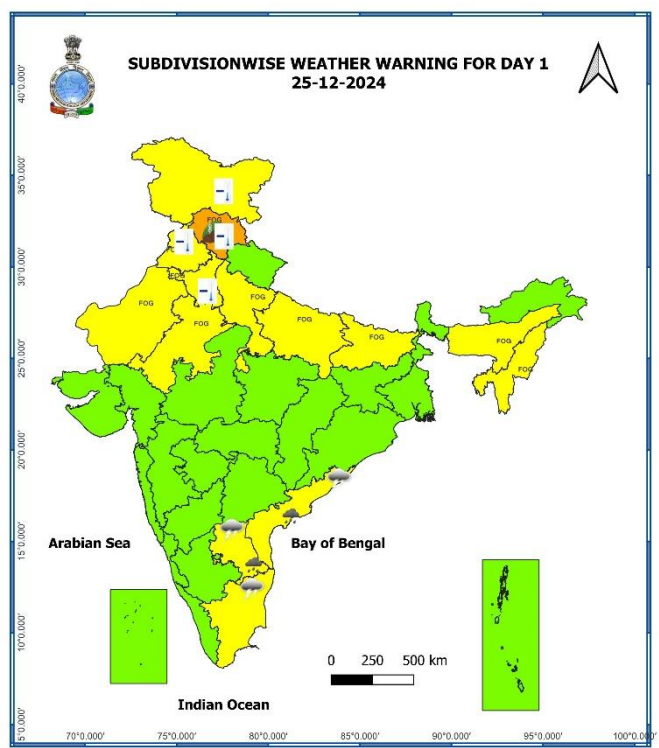 SUBDIVISIONWISE WEATHER WARNING FOR DAY 1
25-12-2024
40°0.000'
35°0.000'
FOG
30°0.000'
FOG
FOG
FOG
FOG
FOG
FOG
FOG
FOG
25°0.000'
20°0.000'
Arabian Sea
Bay of Bengal
15°0.000'
10°0.000'
0 250 500 km
Indian Ocean
5°0.000'
70°0.000' 75°0.000' 80°0.000' 85°0.000' 90°0.000' 95°0.000' 100°0.000'